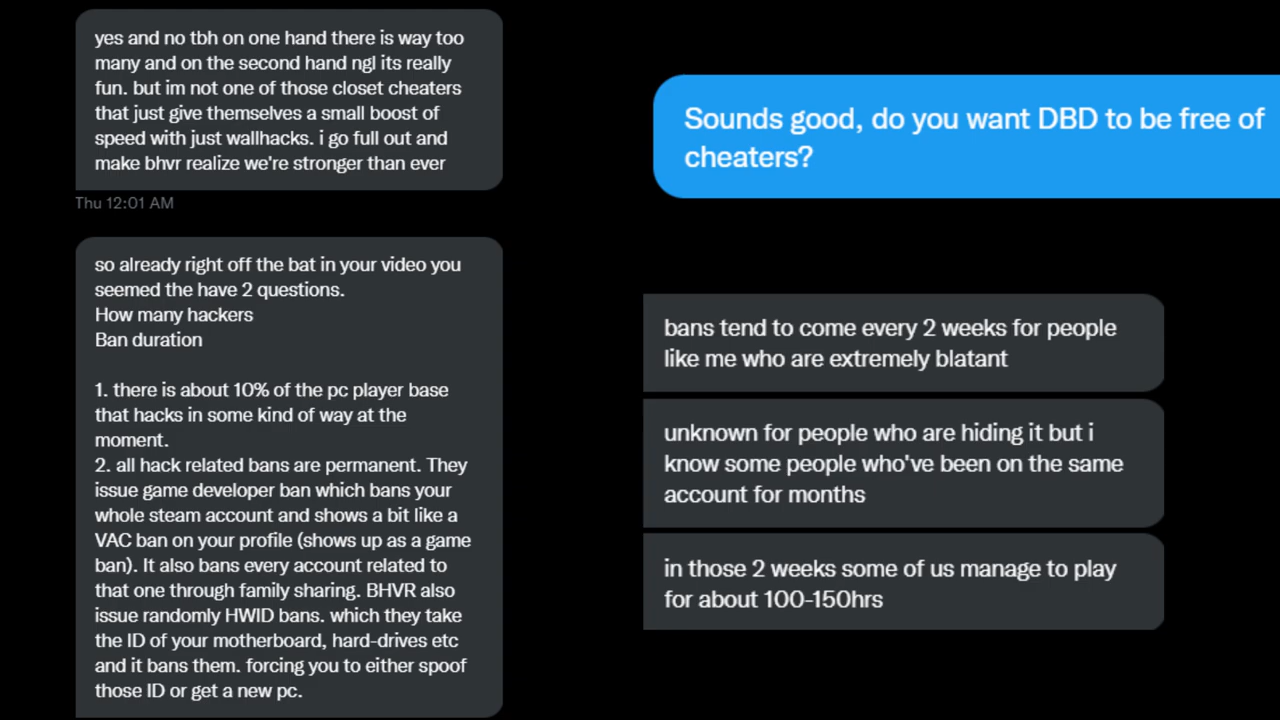 yes and no tbh on one hand there is way too
many and on the second hand ngl its really
fun. but im not one of those closet cheaters
that just give themselves a small boost of
speed with just wallhacks. i go full out and
make bhvr realize we're stronger than ever
Thu 12:01 AM
so already right off the bat in your video you
seemed the have 2 questions.
How many hackers
Ban duration
1. there is about 10% of the pc player base
that hacks in some kind of way at the
moment.
2. all hack related bans are permanent. They
issue game developer ban which bans your
whole steam account and shows a bit like a
VAC ban on your profile (shows up as a game
ban). It also bans every account related to
that one through family sharing. BHVR also
issue randomly HWID bans. which they take
the ID of your motherboard, hard-drives etc
and it bans them. forcing you to either spoof
those ID or get a new pc.
Sounds good, do you want DBD to be free of
cheaters?
bans tend to come every 2 weeks for people
like me who are extremely blatant
unknown for people who are hiding it but i
know some people who've been on the same
account for months
in those 2 weeks some of us manage to play
for about 100-150hrs